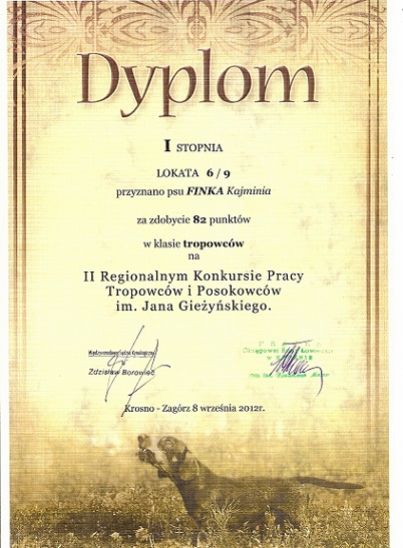 Dyplom
I STOPNIA
LOKATA 6 / 9
przyznano psu FINKA Kajminia
za zdobycie 82 punktów
w klasie tropowców
na
II Regionalnym Konkursie Pracy
Tropowców i Posokowców
im. Jana Gieżyńskiego.
Zdzisław Borowiec
Krosno - Zagórz 8 września 2012r.